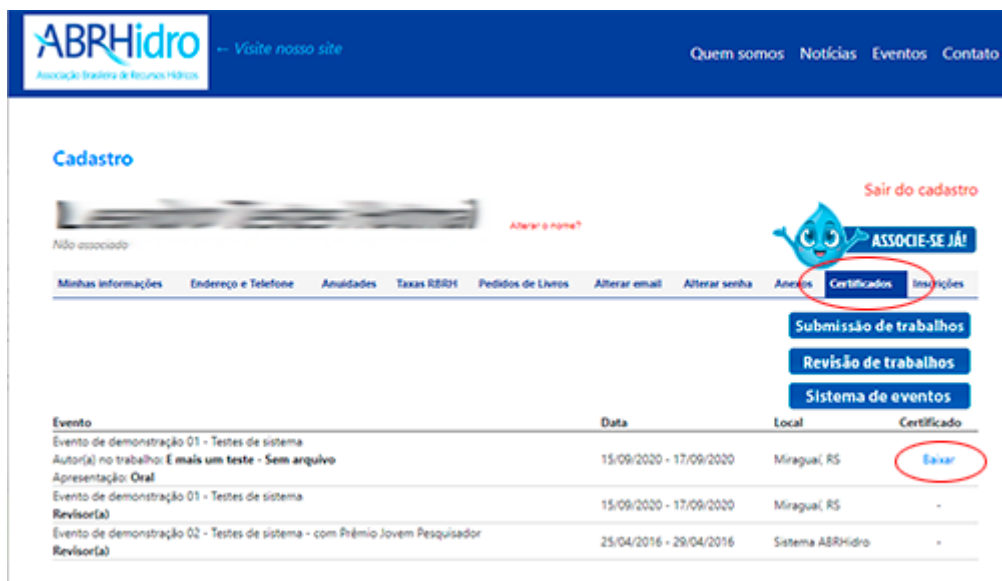 ABRHidro
Associação Brasileira de Recursos Hídricos
← Visite nosso site
Quem somos Notícias Eventos Contato
Cadastro
Sair do cadastro
Alterar o nome?
Não associado
ASSOCIE-SE JÁ!
Minhas informações Endereço e Telefone Anuidades Taxas RBRH Pedidos de Livros Alterar email Alterar senha Anexos Certificados Inscrições
Submissão de trabalhos
Revisão de trabalhos
Sistema de eventos
Evento Data Local Certificado
Evento de demonstração 01 - Testes de sistema
Autor(a) no trabalho: E mais um teste - Sem arquivo 15/09/2020 - 17/09/2020 Miraguaí, RS Baixar
Apresentação: Oral
Evento de demonstração 01 - Testes de sistema
Revisor(a) 15/09/2020 - 17/09/2020 Miraguaí, RS -
Evento de demonstração 02 - Testes de sistema - com Prêmio Jovem Pesquisador
Revisor(a) 25/04/2016 - 29/04/2016 Sistema ABRHidro -